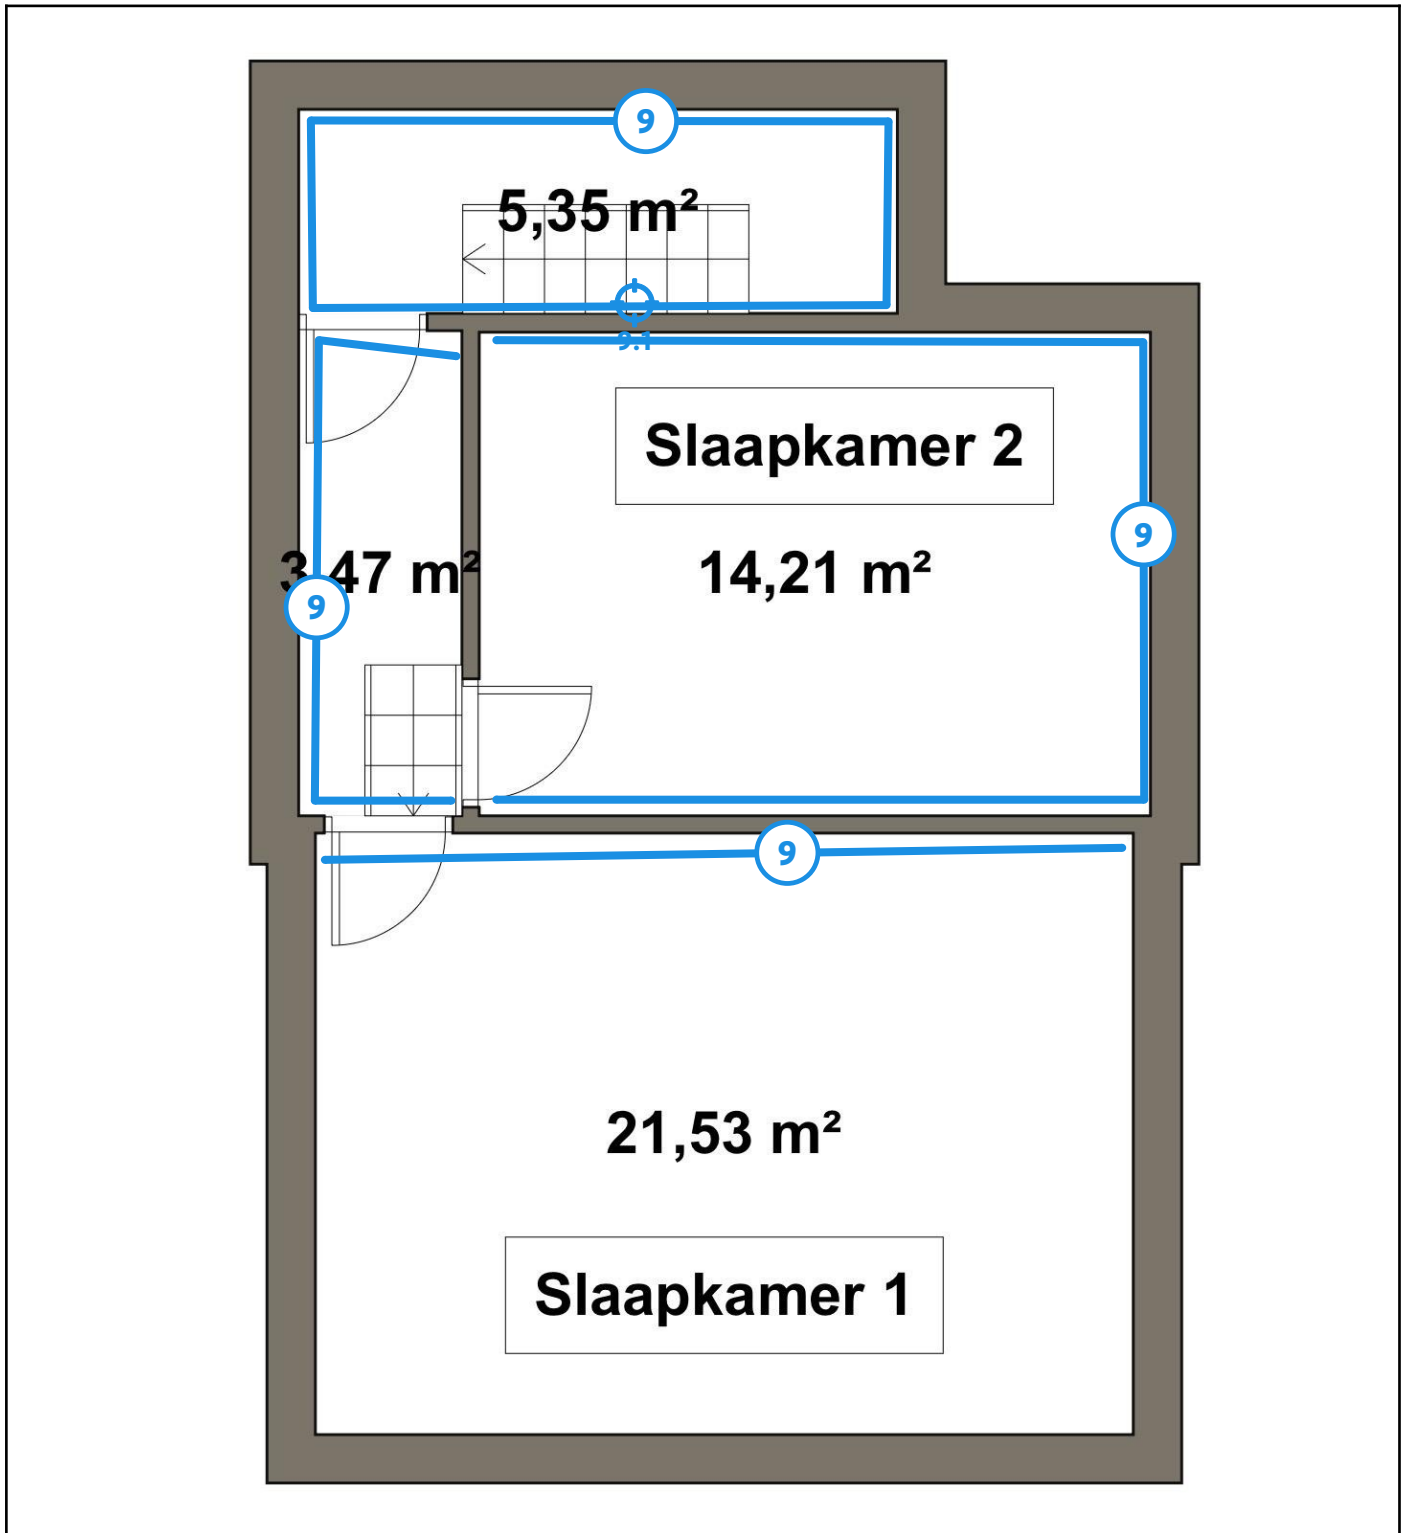 9
5,35 m²
9.1
Slaapkamer 2
9
3,47 m²
14,21 m²
9
9
21,53 m²
Slaapkamer 1